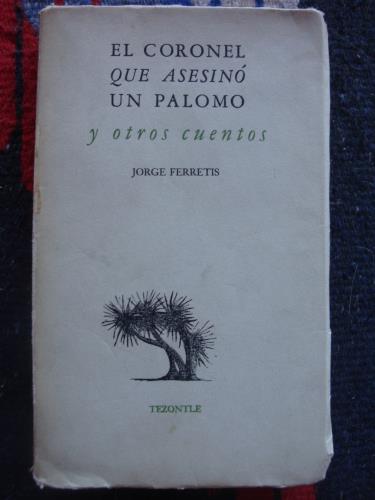 EL CORONEL
QUE ASESINÓ
UN PALOMO
y otros cuentos
JORGE FERRETIS
TEZONTLE